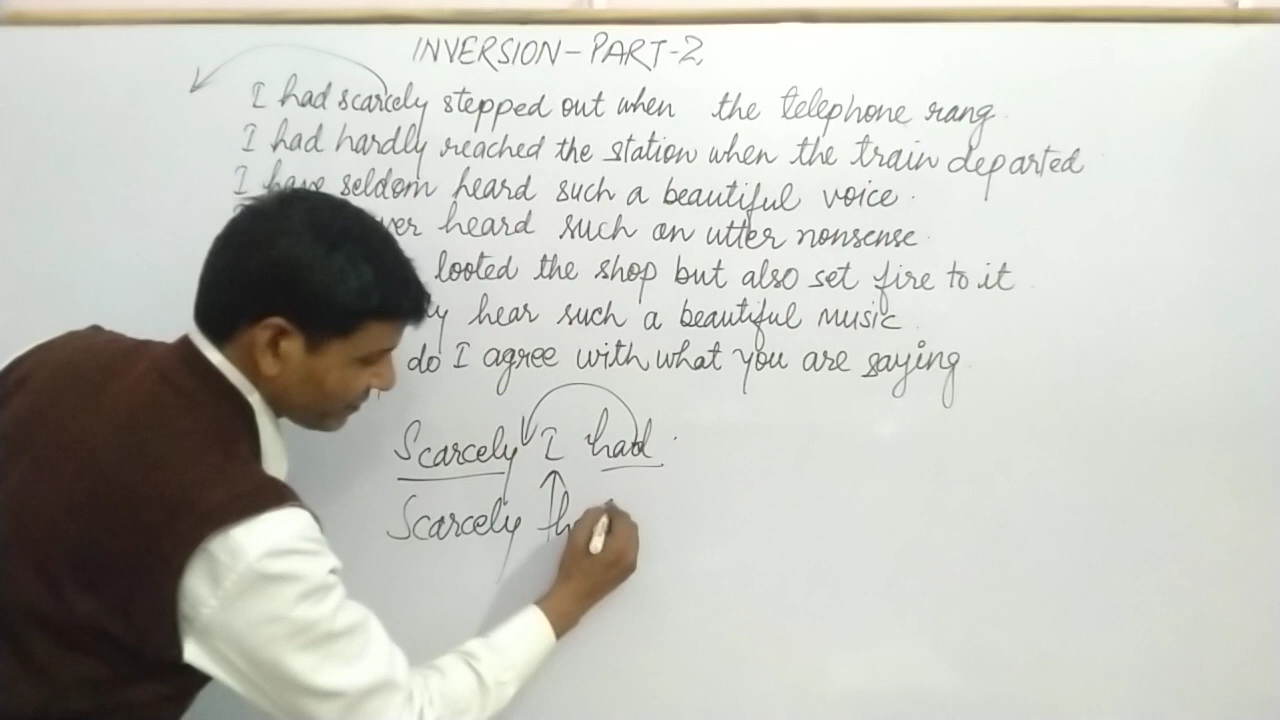 INVERSION-PART-2
I had scarcely stepped out when the telephone rang.
I had hardly reached the station when the train departed
I have seldom heard such a beautiful voice.
heard such an utter nonsense.
looted the shop but also set fire to it.
hear such a beautiful music.
do I agree with what you are saying.
Scarcely I had.
Scarcely